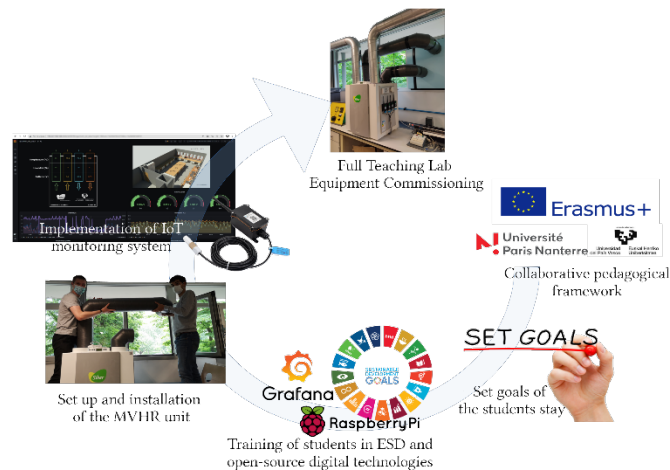 Full Teaching Lab
Equipment Commissioning
Erasmus+
Université
Paris Nanterre
Collaborative pedagogical
framework
SET GOALS
Set goals of
the students stay
SUSTAINABLE
DEVELOPMENT
GOALS
Grafana
RaspberryPi
Training of students in ESD and
open-source digital technologies
Set up and installation
of the MVHR unit
Implementation of IoT
monitoring system